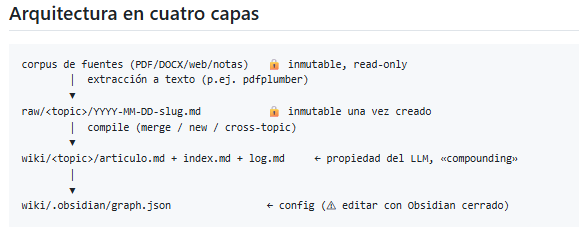 Arquitectura en cuatro capas
corpus de fuentes (PDF/DOCX/web/notas)   🔒 inmutable, read-only
        │  extracción a texto (p.ej. pdfplumber)
        ▼
raw/<topic>/YYYY-MM-DD-slug.md           🔒 inmutable una vez creado
        │  compile (merge / new / cross-topic)
        ▼
wiki/<topic>/articulo.md + index.md + log.md     ← propiedad del LLM, «compounding»
        │
        ▼
wiki/.obsidian/graph.json                ← config (⚠ editar con Obsidian cerrado)